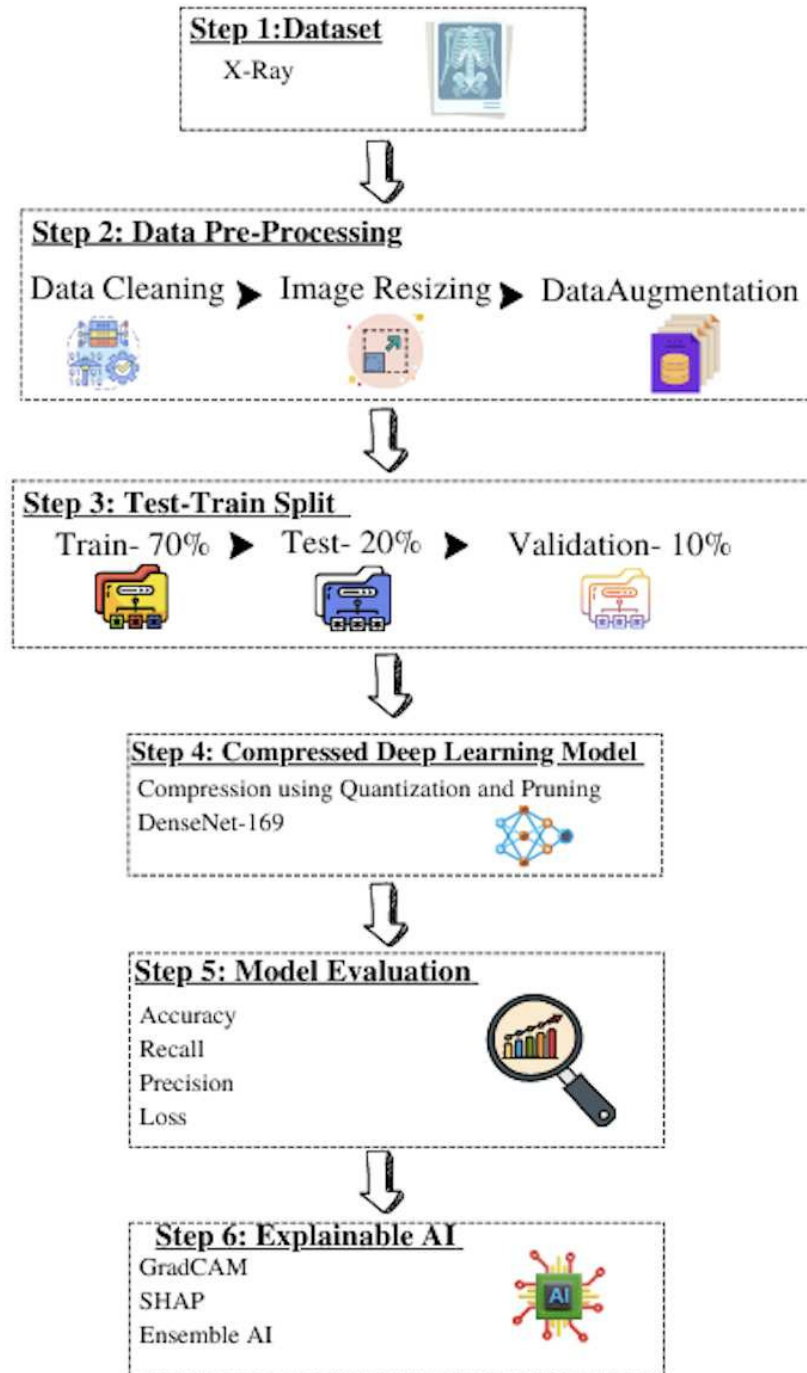 Step 1:Dataset
X-Ray
Step 2: Data Pre-Processing
Data Cleaning ➤ Image Resizing ➤ DataAugmentation
Step 3: Test-Train Split
Train- 70% ➤ Test- 20% ➤ Validation- 10%
Step 4: Compressed Deep Learning Model
Compression using Quantization and Pruning
DenseNet-169
Step 5: Model Evaluation
Accuracy
Recall
Precision
Loss
Step 6: Explainable AI
GradCAM
SHAP
Ensemble AI
AI